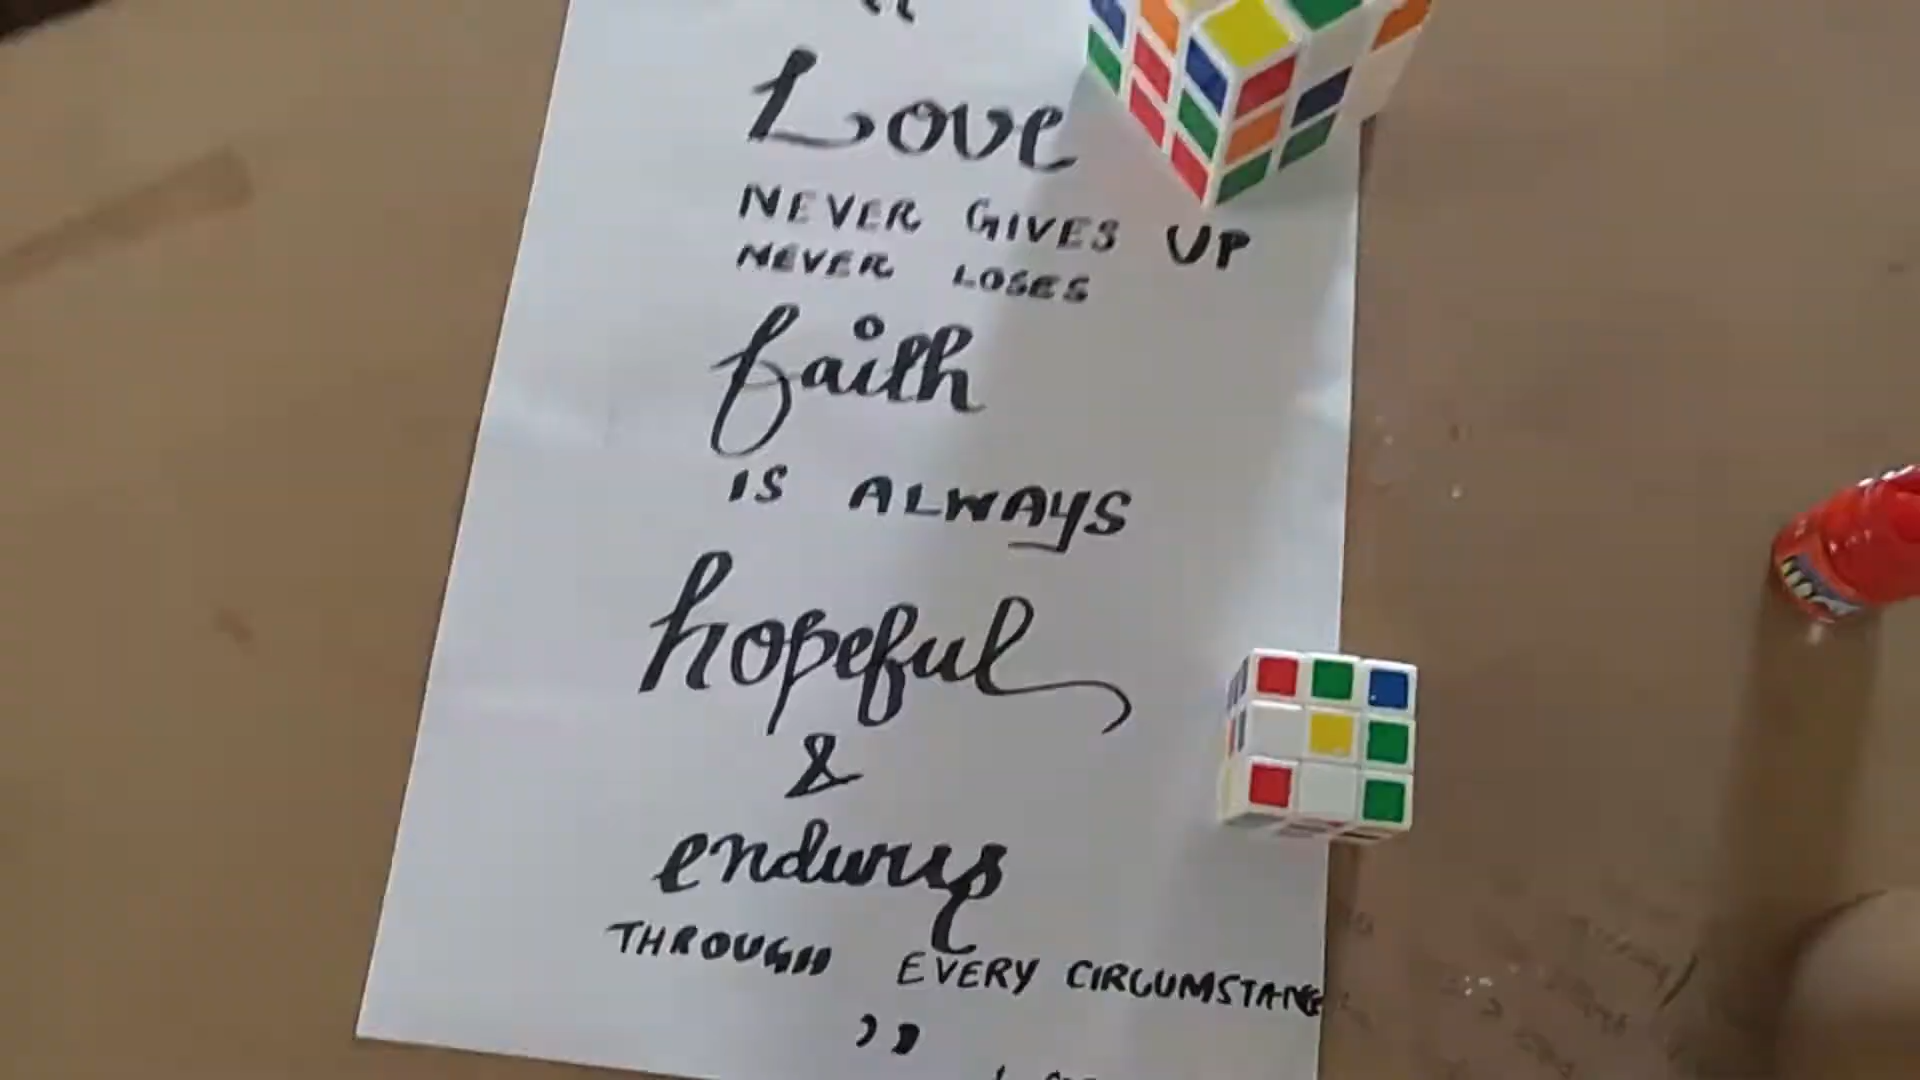 “
Love
NEVER GIVES UP
NEVER LOSES
faith
IS ALWAYS
hopeful
&
endures
THROUGH EVERY CIRCUMSTANCE
”